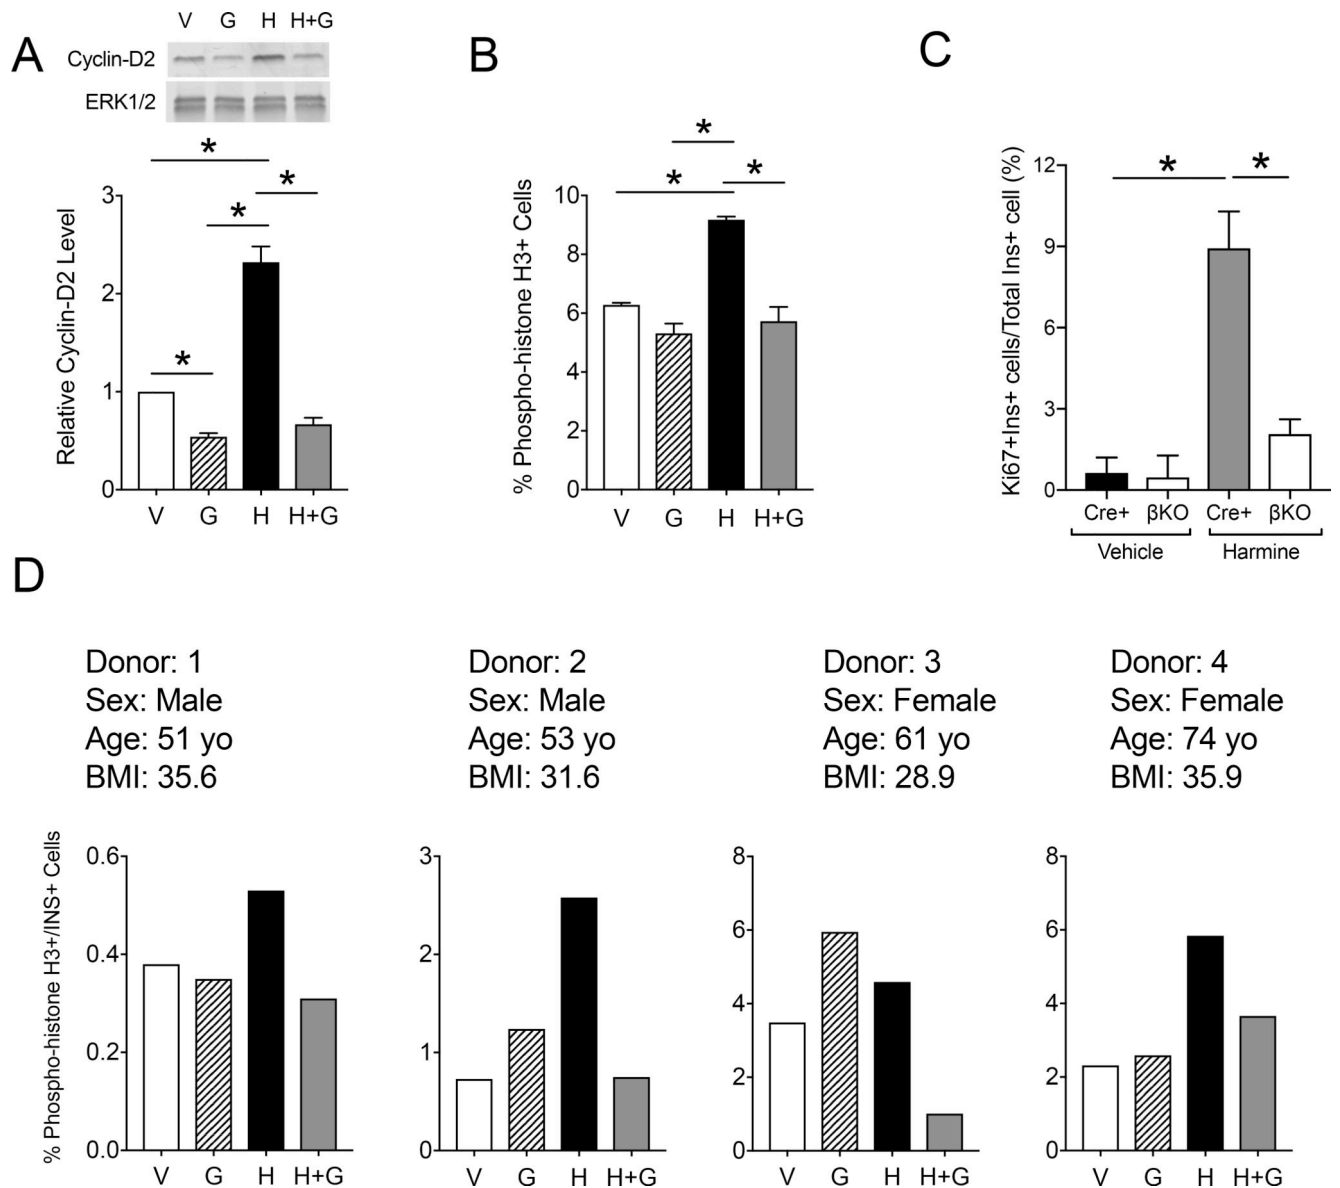 A
V G H H+G
Cyclin-D2
ERK1/2
*
*
*
*
Relative Cyclin-D2 Level
3
2
1
0
V G H H+G
B
*
*
*
% Phospho-histone H3+ Cells
10
8
6
4
2
0
V G H H+G
C
*
*
Ki67+Ins+ cells/Total Ins+ cell (%)
12
9
6
3
0
Cre+ βKO Cre+ βKO
Vehicle Harmine
D
Donor: 1
Sex: Male
Age: 51 yo
BMI: 35.6
% Phospho-histone H3+/INS+ Cells
0.6
0.4
0.2
0.0
V G H H+G
Donor: 2
Sex: Male
Age: 53 yo
BMI: 31.6
3
2
1
0
V G H H+G
Donor: 3
Sex: Female
Age: 61 yo
BMI: 28.9
8
6
4
2
0
V G H H+G
Donor: 4
Sex: Female
Age: 74 yo
BMI: 35.9
8
6
4
2
0
V G H H+G